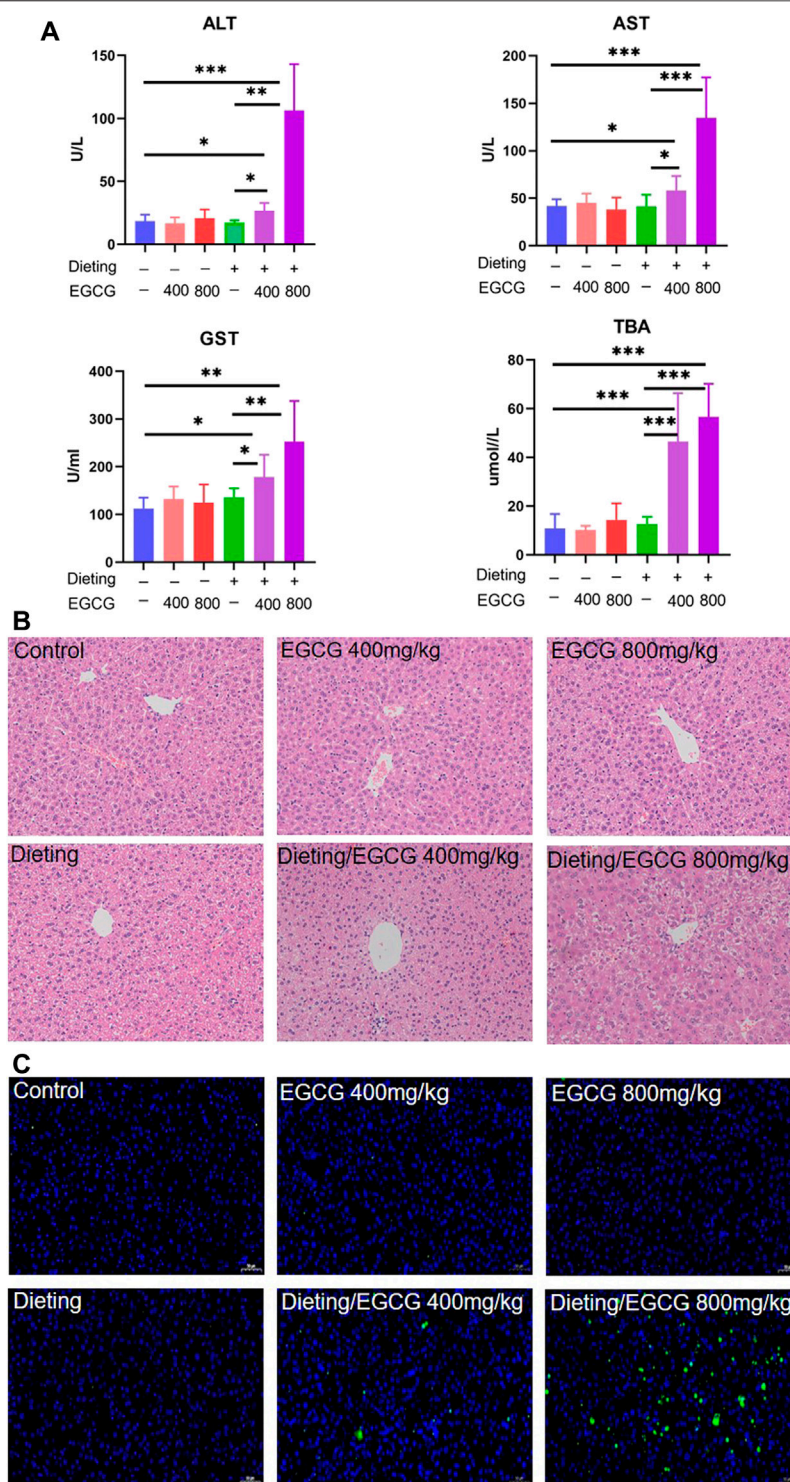 A
ALT
U/L
150
100
50
0
***
**
*
*
Dieting – – – + + +
EGCG – 400 800 – 400 800
AST
U/L
200
150
100
50
0
***
***
*
*
Dieting – – – + + +
EGCG – 400 800 – 400 800
GST
U/ml
400
300
200
100
0
**
**
*
*
Dieting – – – + + +
EGCG – 400 800 – 400 800
TBA
umol//L
80
60
40
20
0
***
***
***
***
Dieting – – – + + +
EGCG – 400 800 – 400 800
B
Control
EGCG 400mg/kg
EGCG 800mg/kg
Dieting
Dieting/EGCG 400mg/kg
Dieting/EGCG 800mg/kg
C
Control
EGCG 400mg/kg
EGCG 800mg/kg
Dieting
Dieting/EGCG 400mg/kg
Dieting/EGCG 800mg/kg